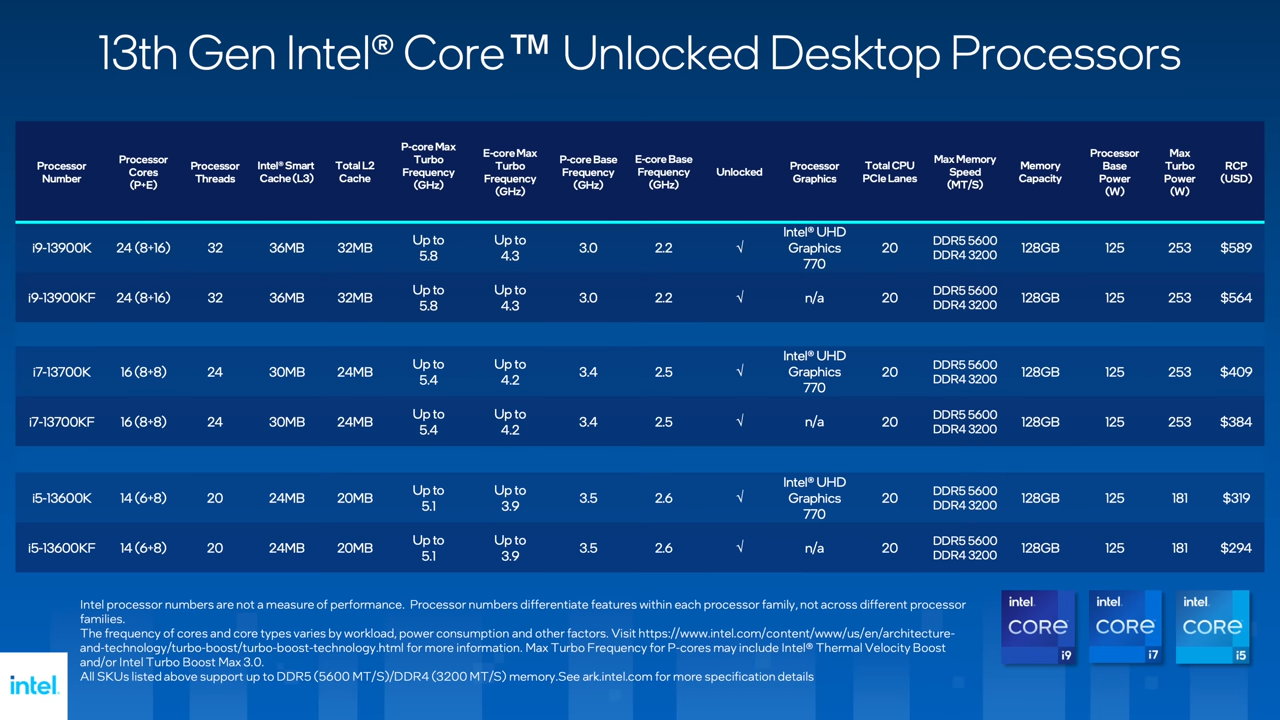 13th Gen Intel® Core™ Unlocked Desktop Processors
Processor Number | Processor Cores (P+E) | Processor Threads | Intel® Smart Cache (L3) | Total L2 Cache | P-core Max Turbo Frequency (GHz) | E-core Max Turbo Frequency (GHz) | P-core Base Frequency (GHz) | E-core Base Frequency (GHz) | Unlocked | Processor Graphics | Total CPU PCIe Lanes | Max Memory Speed (MT/S) | Memory Capacity | Processor Base Power (W) | Max Turbo Power (W) | RCP (USD)
i9-13900K | 24 (8+16) | 32 | 36MB | 32MB | Up to 5.8 | Up to 4.3 | 3.0 | 2.2 | √ | Intel® UHD Graphics 770 | 20 | DDR5 5600 DDR4 3200 | 128GB | 125 | 253 | $589
i9-13900KF | 24 (8+16) | 32 | 36MB | 32MB | Up to 5.8 | Up to 4.3 | 3.0 | 2.2 | √ | n/a | 20 | DDR5 5600 DDR4 3200 | 128GB | 125 | 253 | $564
i7-13700K | 16 (8+8) | 24 | 30MB | 24MB | Up to 5.4 | Up to 4.2 | 3.4 | 2.5 | √ | Intel® UHD Graphics 770 | 20 | DDR5 5600 DDR4 3200 | 128GB | 125 | 253 | $409
i7-13700KF | 16 (8+8) | 24 | 30MB | 24MB | Up to 5.4 | Up to 4.2 | 3.4 | 2.5 | √ | n/a | 20 | DDR5 5600 DDR4 3200 | 128GB | 125 | 253 | $384
i5-13600K | 14 (6+8) | 20 | 24MB | 20MB | Up to 5.1 | Up to 3.9 | 3.5 | 2.6 | √ | Intel® UHD Graphics 770 | 20 | DDR5 5600 DDR4 3200 | 128GB | 125 | 181 | $319
i5-13600KF | 14 (6+8) | 20 | 24MB | 20MB | Up to 5.1 | Up to 3.9 | 3.5 | 2.6 | √ | n/a | 20 | DDR5 5600 DDR4 3200 | 128GB | 125 | 181 | $294
Intel processor numbers are not a measure of performance. Processor numbers differentiate features within each processor family, not across different processor
families.
The frequency of cores and core types varies by workload, power consumption and other factors. Visit https://www.intel.com/content/www/us/en/architecture-
and-technology/turbo-boost/turbo-boost-technology.html for more information. Max Turbo Frequency for P-cores may include Intel® Thermal Velocity Boost
and/or Intel Turbo Boost Max 3.0.
All SKUs listed above support up to DDR5 (5600 MT/S)/DDR4 (3200 MT/S) memory.See ark.intel.com for more specification details
intel. CORE i9
intel. CORE i7
intel. CORE i5
intel.